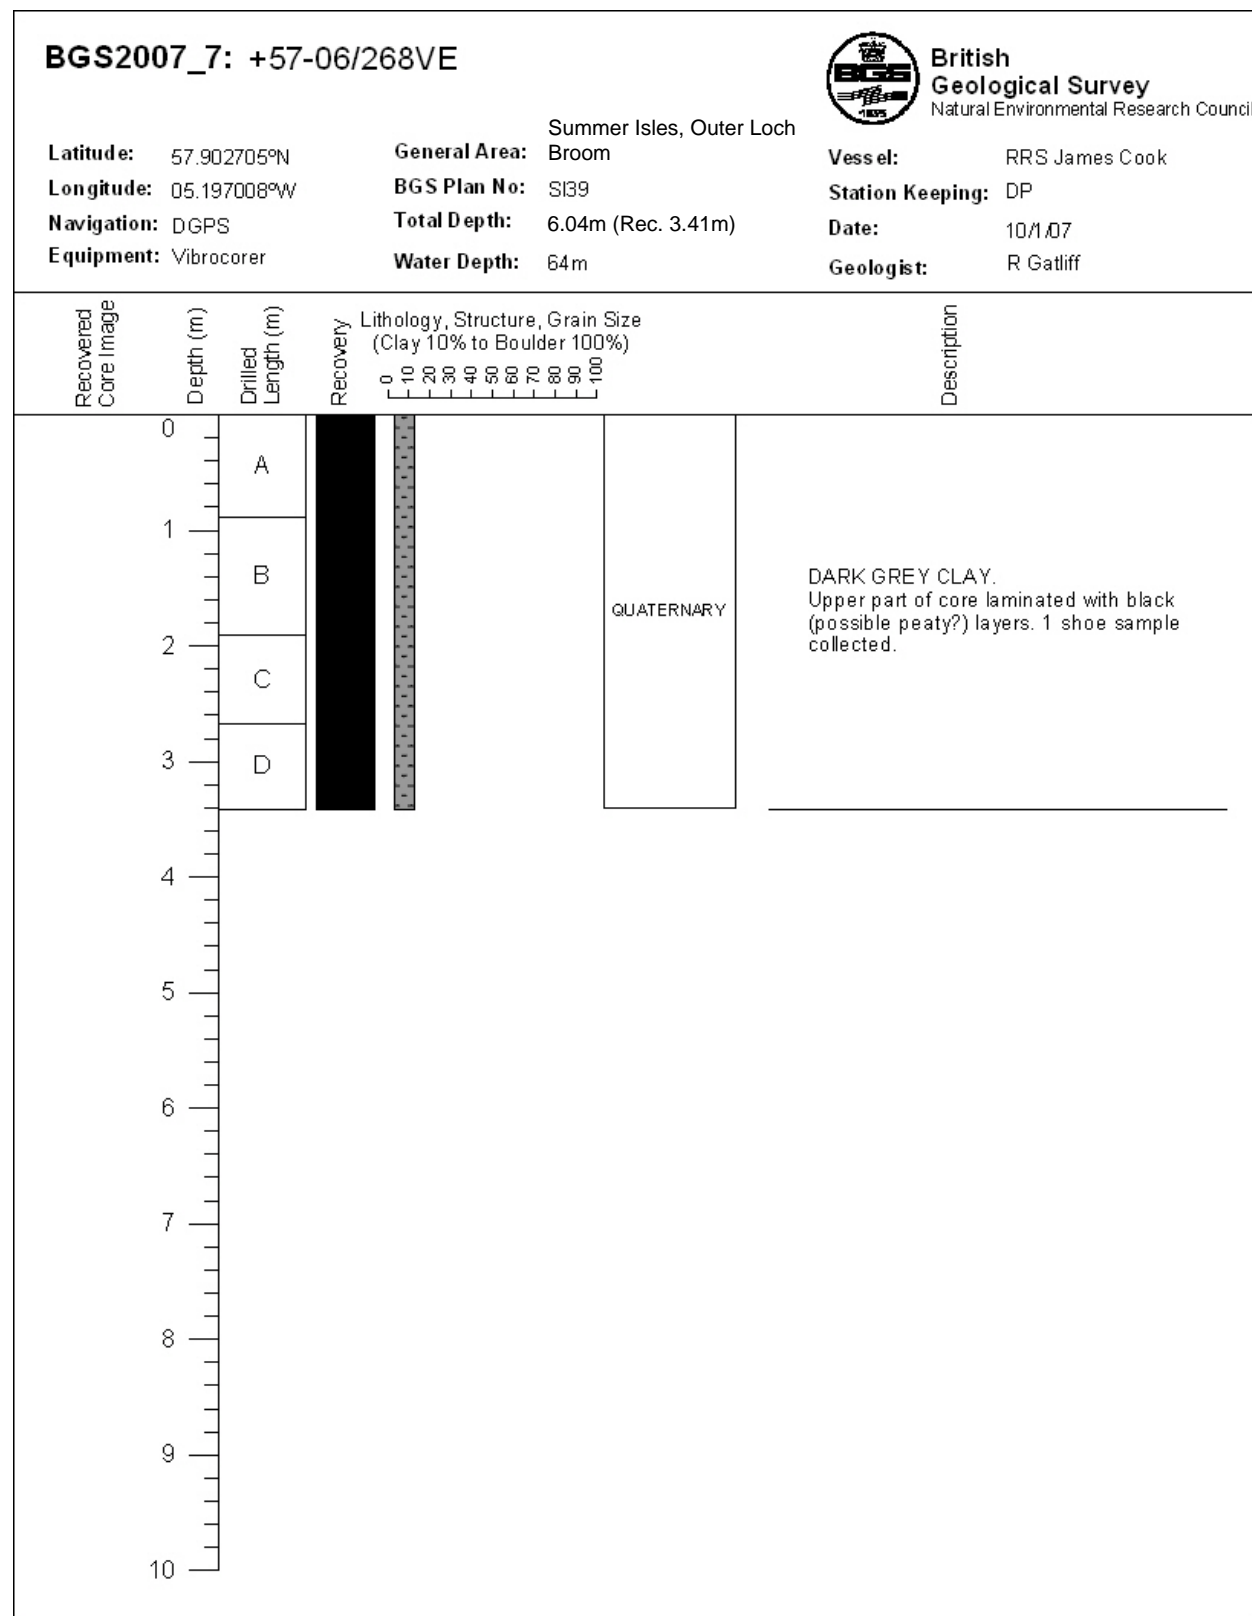 BGS2007_7: +57-06/268VE
BGS
1835
British
Geological Survey
Natural Environmental Research Council
Latitude: 57.902705ºN
Longitude: 05.197008ºW
Navigation: DGPS
Equipment: Vibrocorer
General Area: Summer Isles, Outer Loch
Broom
BGS Plan No: SI39
Total Depth: 6.04m (Rec. 3.41m)
Water Depth: 64m
Vessel: RRS James Cook
Station Keeping: DP
Date: 10/1/07
Geologist: R Gatliff
Recovered
Core Image
Depth (m)
Drilled
Length (m)
Recovery
Lithology, Structure, Grain Size
(Clay 10% to Boulder 100%)
0 10 20 30 40 50 60 70 80 90 100
Description
0
A
1
B
2
C
3
D
4
5
6
7
8
9
10
QUATERNARY
DARK GREY CLAY.
Upper part of core laminated with black
(possible peaty?) layers. 1 shoe sample
collected.